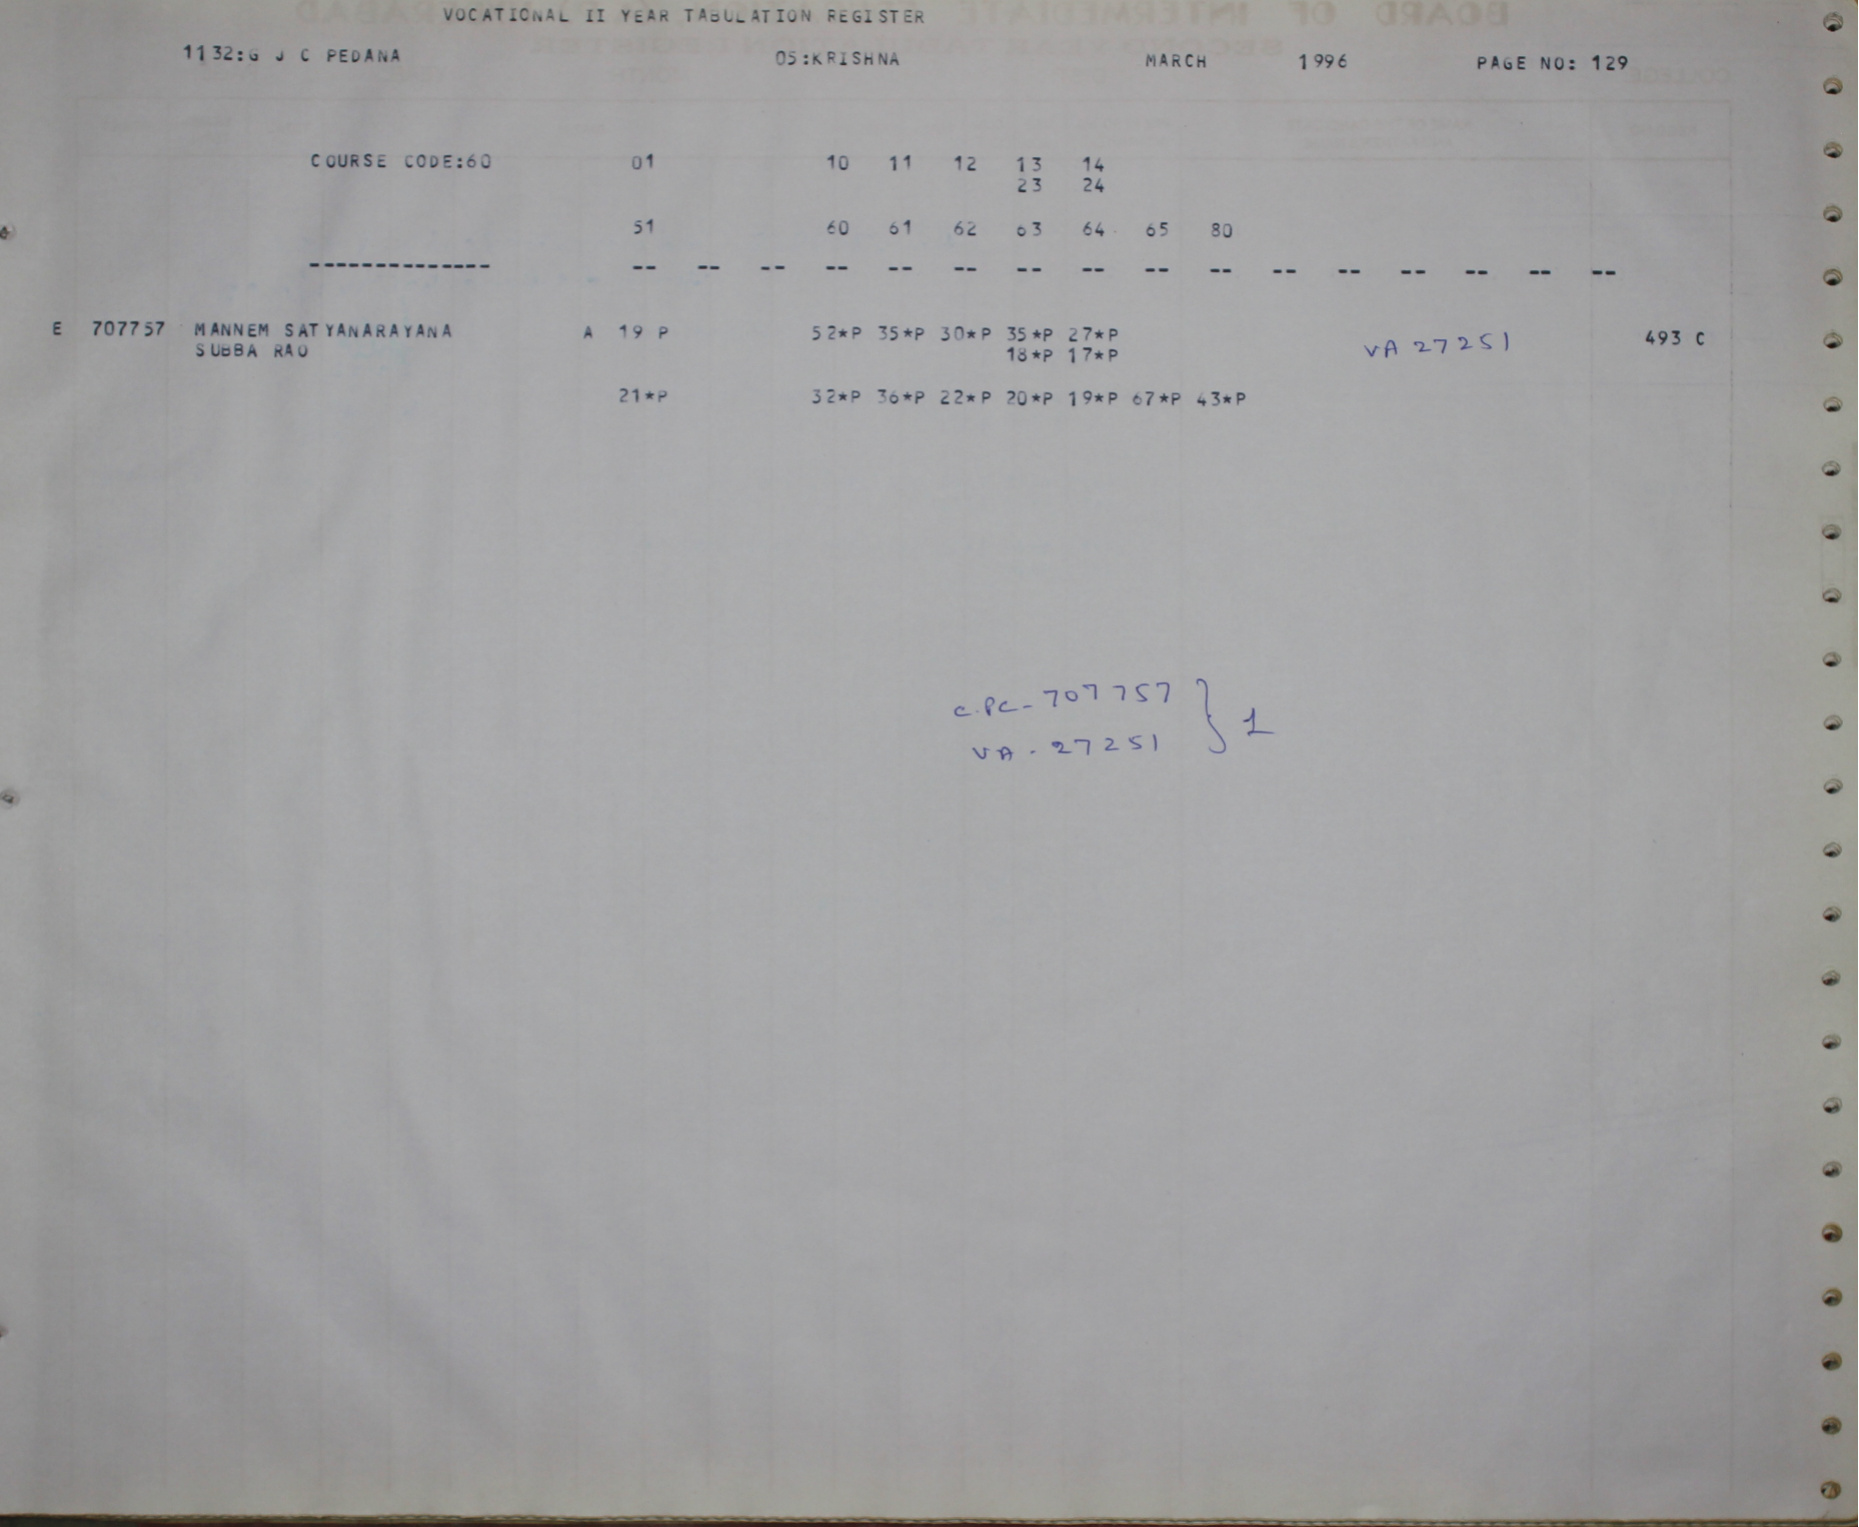 VOCATIONAL II YEAR TABULATION REGISTER
1132:G J C PEDANA 05:KRISHNA MARCH 1996 PAGE NO: 129
COURSE CODE:60 01 10 11 12 13 14
23 24
51 60 61 62 63 64 65 80
-------------- -- -- -- -- -- -- -- -- -- -- -- -- -- -- -- --
E 707757 MANNEM SATYANARAYANA A 19 P 52*P 35*P 30*P 35*P 27*P VA 27251 493 C
SUBBA RAO 18*P 17*P
21*P 32*P 36*P 22*P 20*P 19*P 67*P 43*P
C.PC- 707757 } 1
VA - 27251